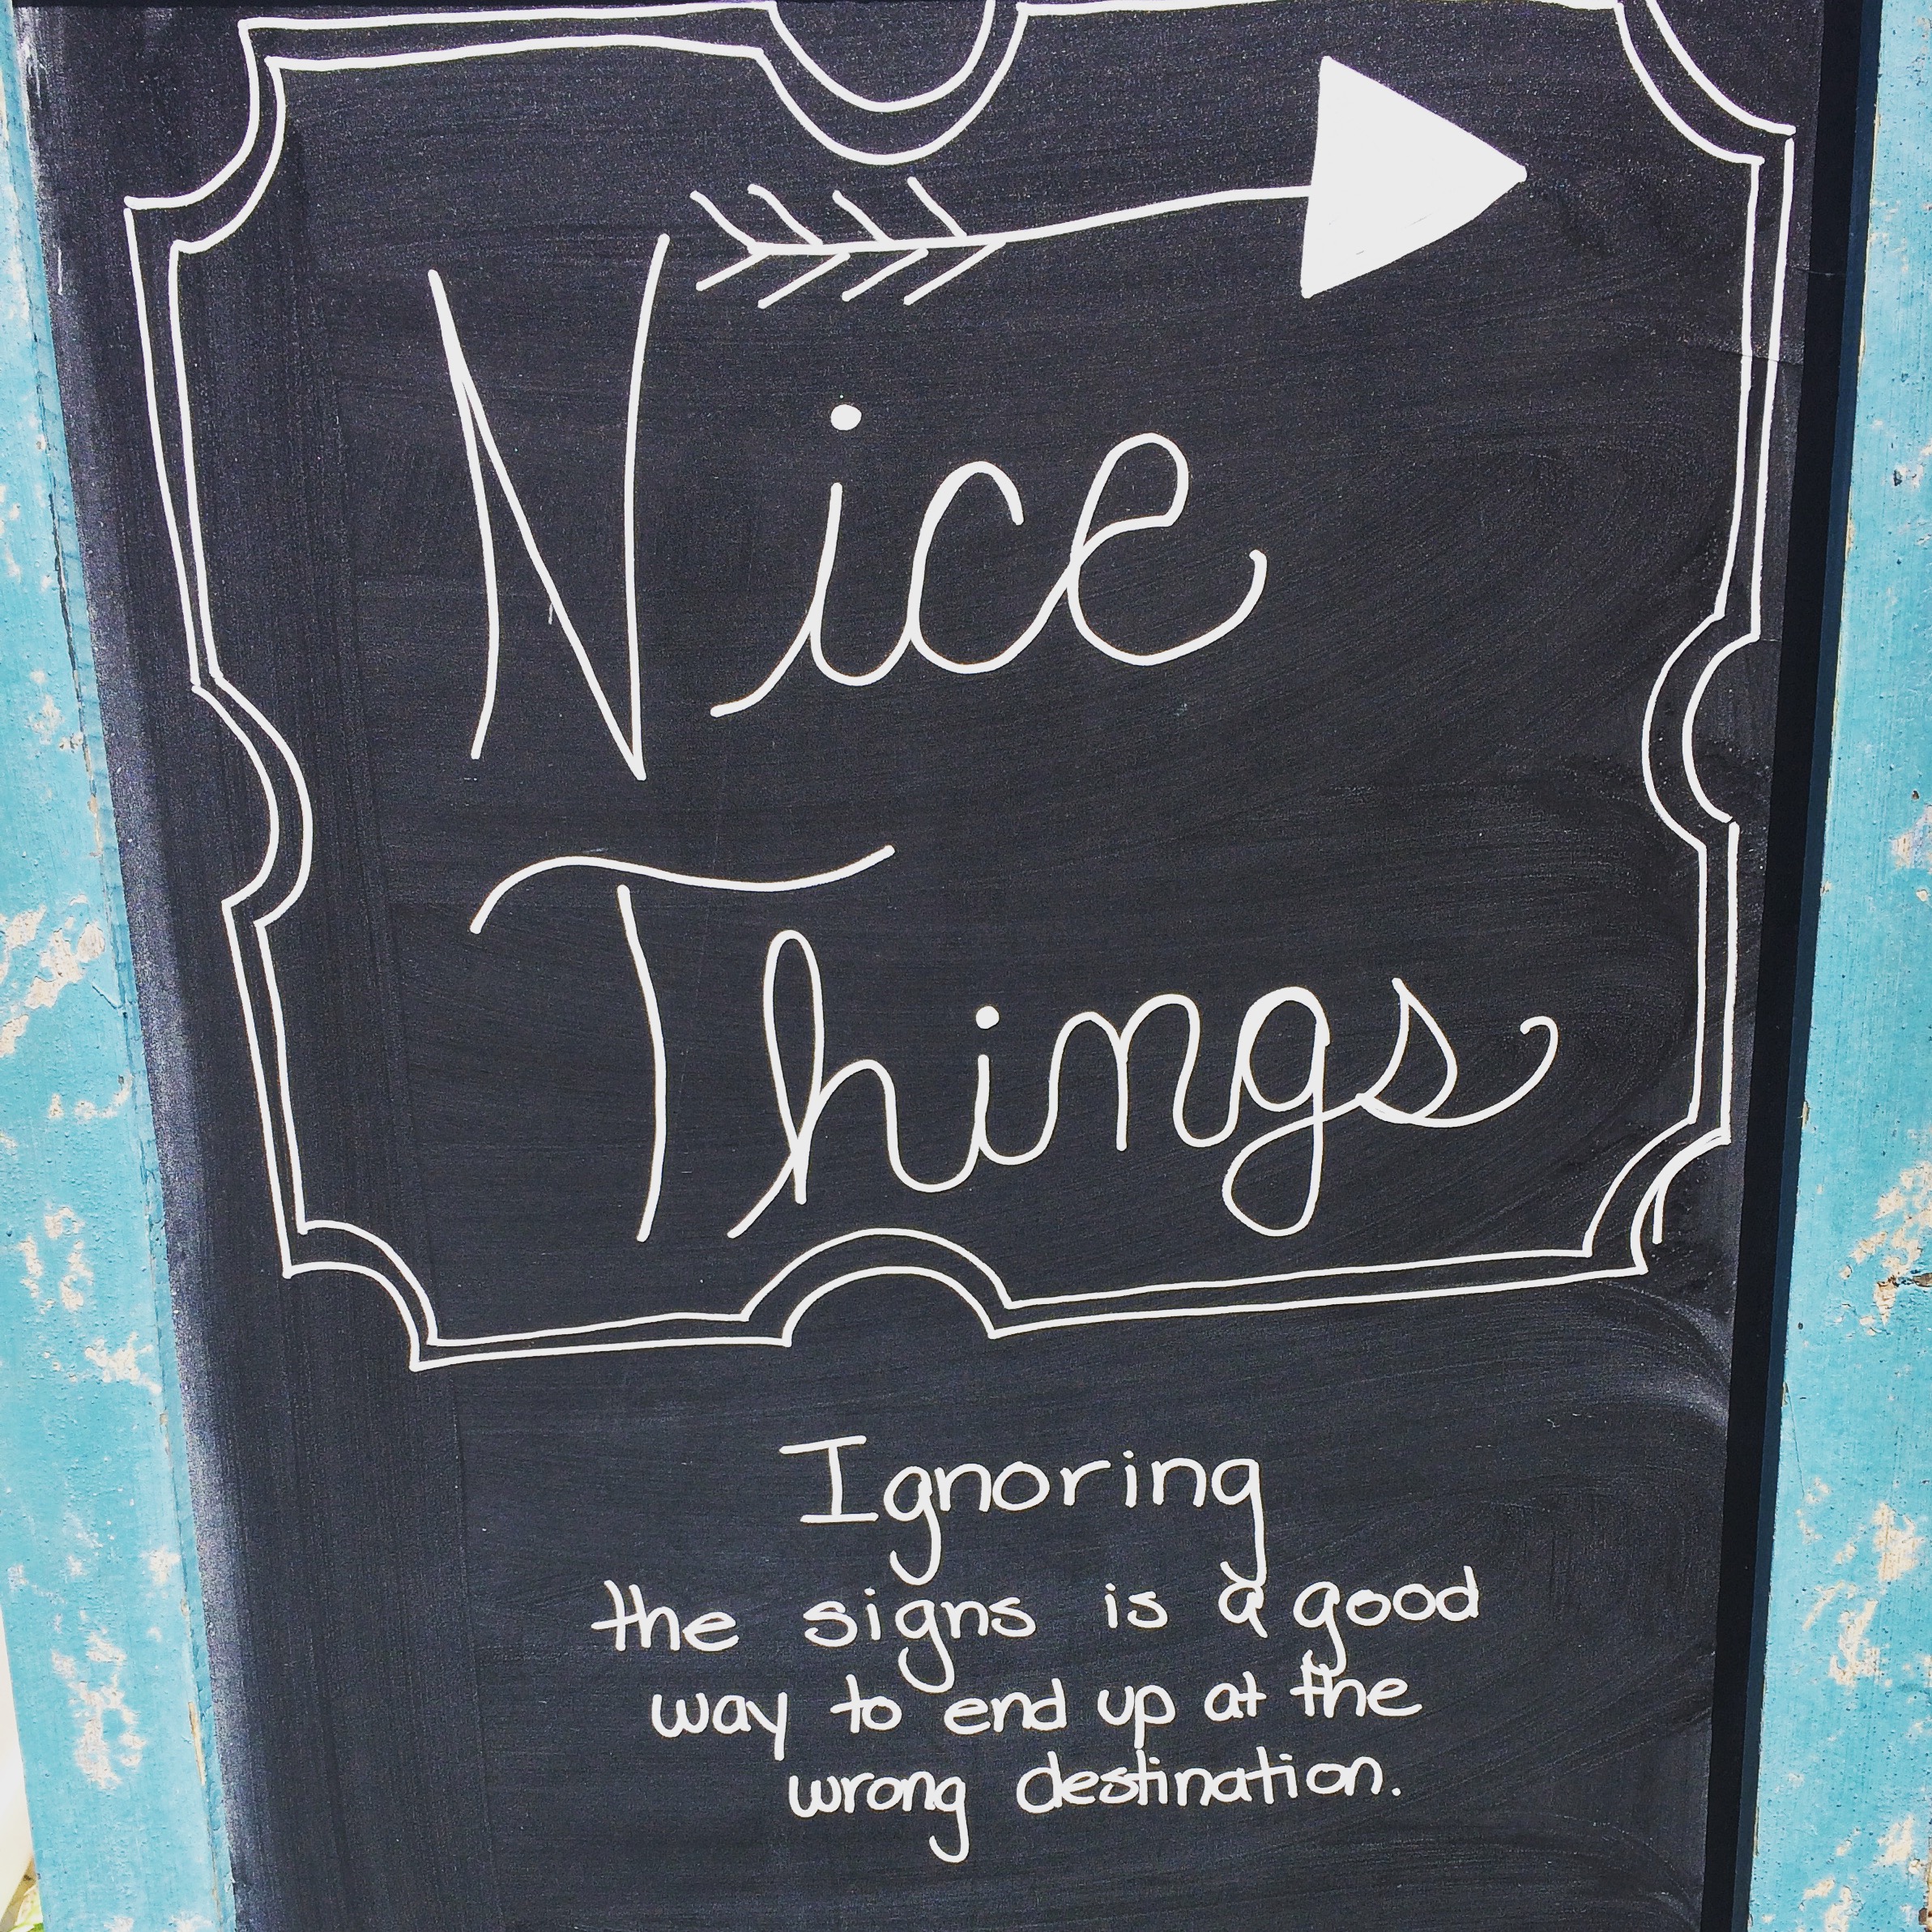 Nice
Things
Ignoring
the signs is a good
way to end up at the
wrong destination.